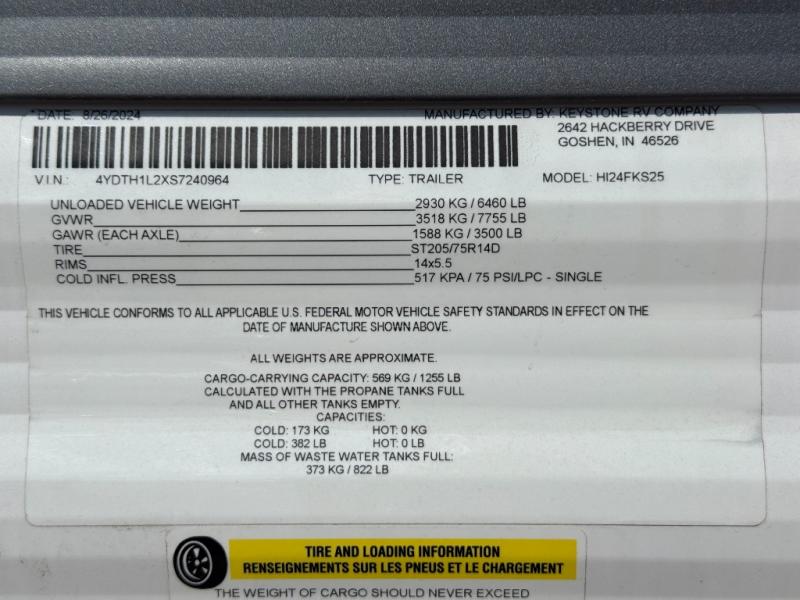 *DATE: 8/26/2024 MANUFACTURED BY: KEYSTONE RV COMPANY
2642 HACKBERRY DRIVE
GOSHEN, IN 46526
V.I.N.: 4YDTH1L2XS7240964 TYPE: TRAILER MODEL: HI24FKS25
UNLOADED VEHICLE WEIGHT 2930 KG / 6460 LB
GVWR 3518 KG / 7755 LB
GAWR (EACH AXLE) 1588 KG / 3500 LB
TIRE ST205/75R14D
RIMS 14x5.5
COLD INFL. PRESS 517 KPA / 75 PSI/LPC - SINGLE
THIS VEHICLE CONFORMS TO ALL APPLICABLE U.S. FEDERAL MOTOR VEHICLE SAFETY STANDARDS IN EFFECT ON THE
DATE OF MANUFACTURE SHOWN ABOVE.
ALL WEIGHTS ARE APPROXIMATE.
CARGO-CARRYING CAPACITY: 569 KG / 1255 LB
CALCULATED WITH THE PROPANE TANKS FULL
AND ALL OTHER TANKS EMPTY.
CAPACITIES:
COLD: 173 KG HOT: 0 KG
COLD: 382 LB HOT: 0 LB
MASS OF WASTE WATER TANKS FULL:
373 KG / 822 LB
TIRE AND LOADING INFORMATION
RENSEIGNEMENTS SUR LES PNEUS ET LE CHARGEMENT
THE WEIGHT OF CARGO SHOULD NEVER EXCEED